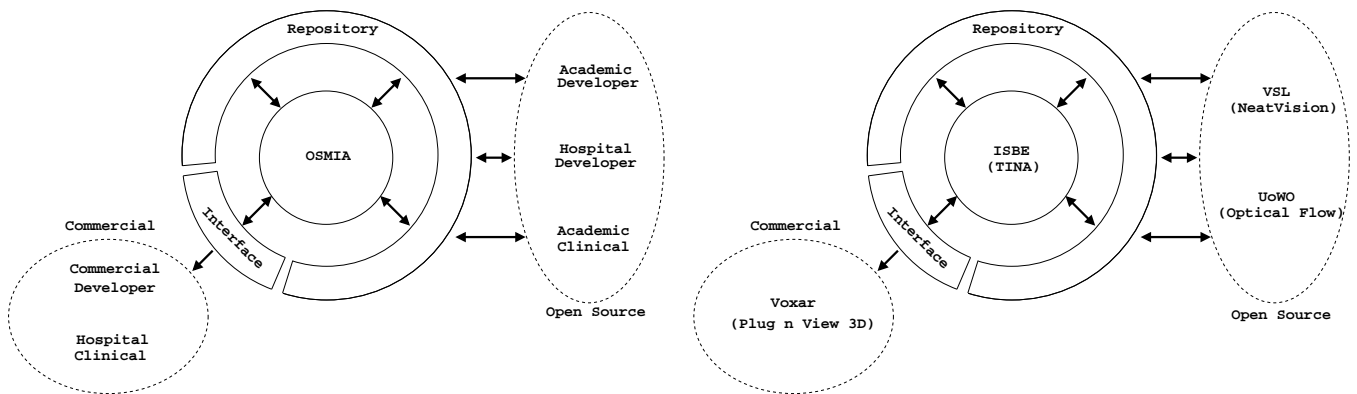 Repository
Academic
Developer
OSMIA
Hospital
Developer
Interface
Academic
Clinical
Commercial
Commercial
Developer
Hospital
Clinical
Open Source
Repository
VSL
(NeatVision)
ISBE
(TINA)
UoWO
(Optical Flow)
Interface
Commercial
Voxar
(Plug n View 3D)
Open Source